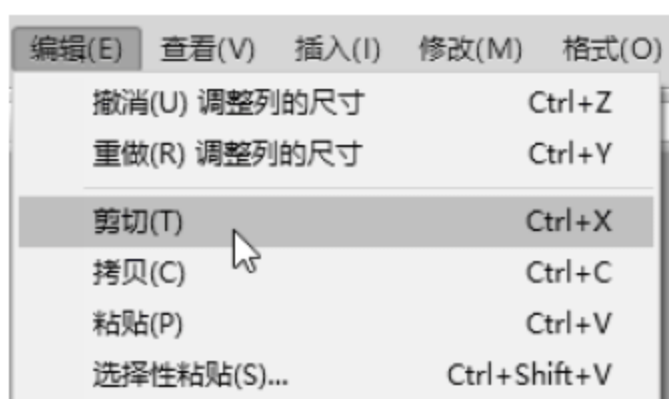 编辑(E) 查看(V) 插入(I) 修改(M) 格式(O)
撤消(U) 调整列的尺寸 Ctrl+Z
重做(R) 调整列的尺寸 Ctrl+Y
剪切(T) Ctrl+X
拷贝(C) Ctrl+C
粘贴(P) Ctrl+V
选择性粘贴(S)... Ctrl+Shift+V